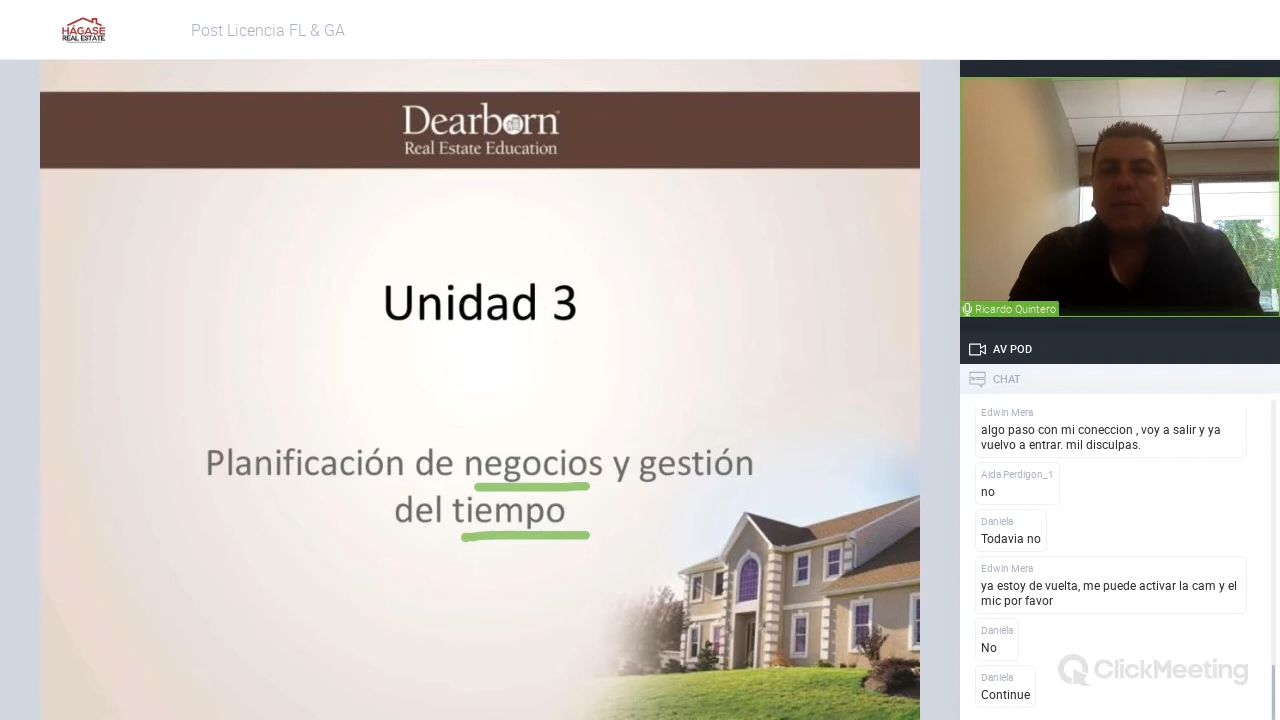 HÁGASE
REAL ESTATE
Post Licencia FL & GA
Dearborn
Real Estate Education
Unidad 3
Planificación de negocios y gestión
del tiempo
Ricardo Quintero
AV POD
CHAT
Edwin Mera
algo paso con mi coneccion , voy a salir y ya
vuelvo a entrar. mil disculpas.
Aida Perdigon_1
no
Daniela
Todavia no
Edwin Mera
ya estoy de vuelta, me puede activar la cam y el
mic por favor
Daniela
No
Daniela
Continue
ClickMeeting